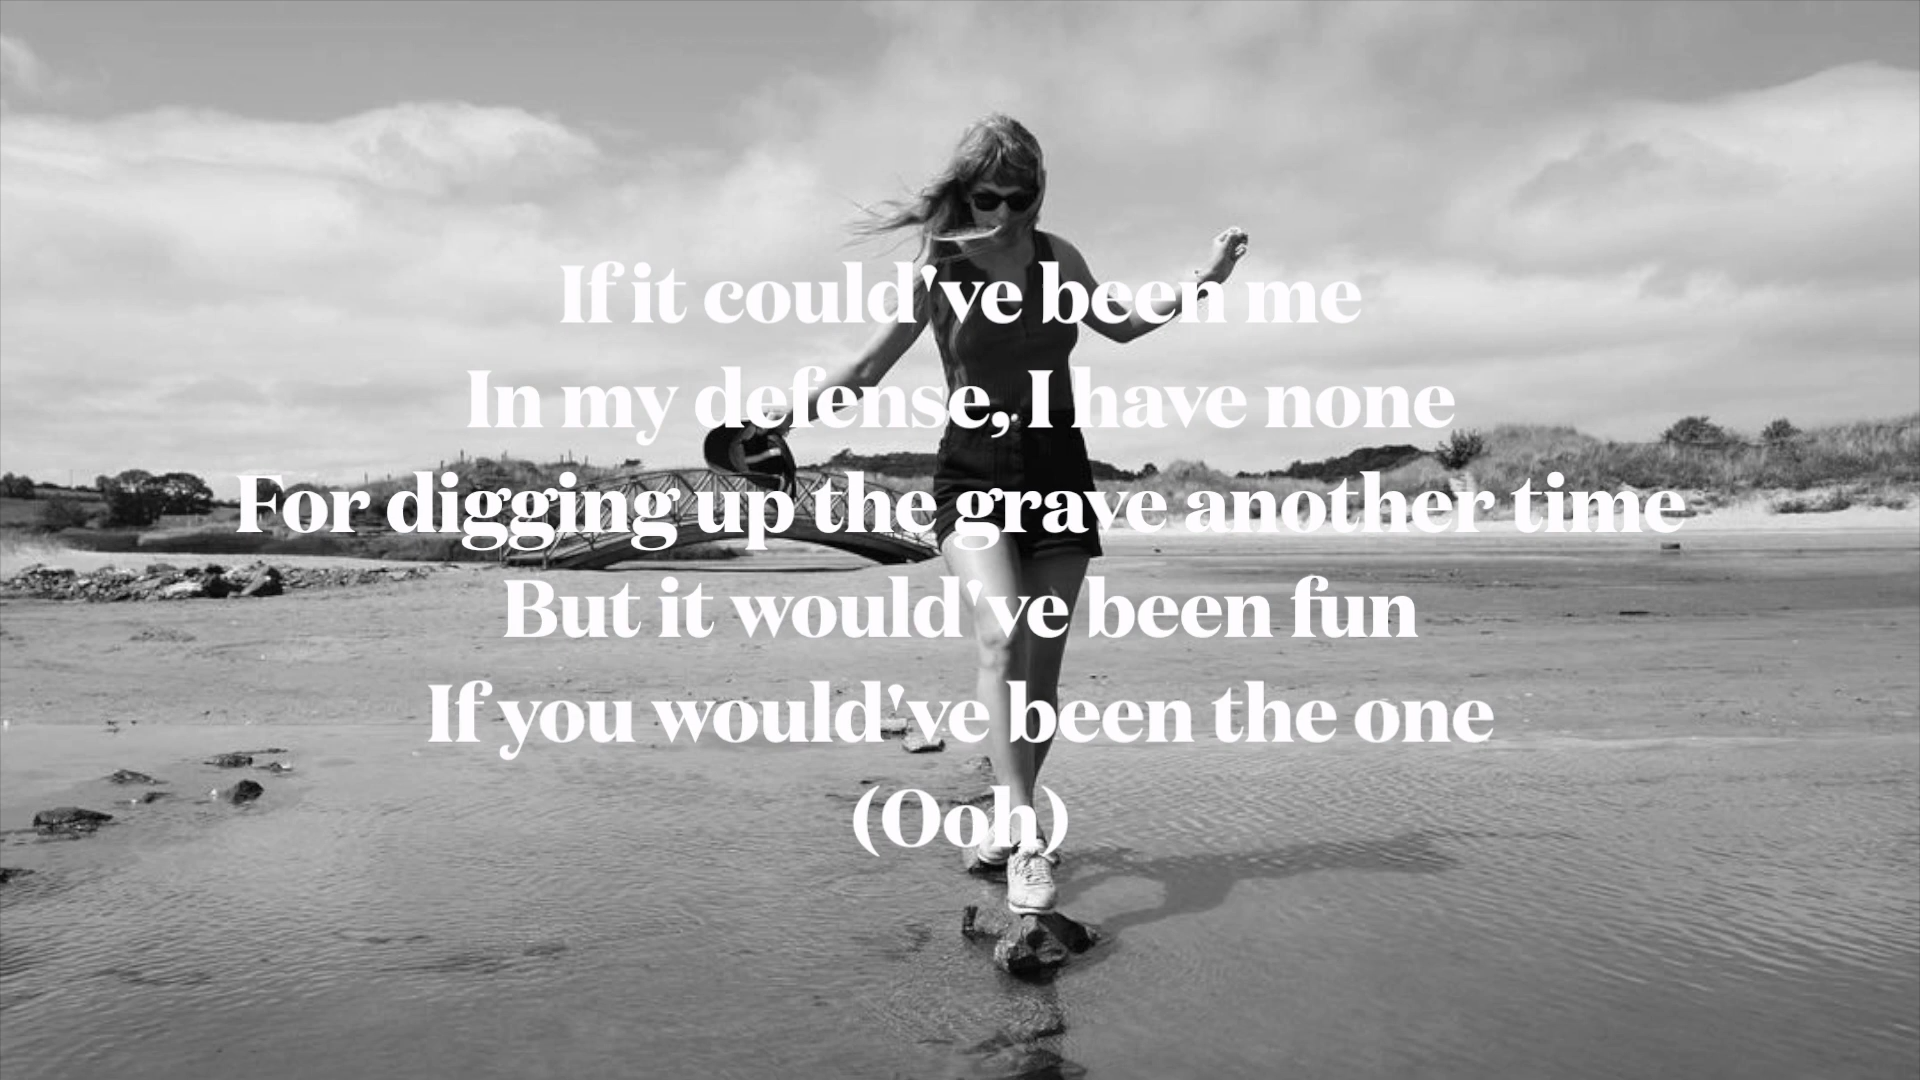 If it could've been me
In my defense, I have none
For digging up the grave another time
But it would've been fun
If you would've been the one
(Ooh)